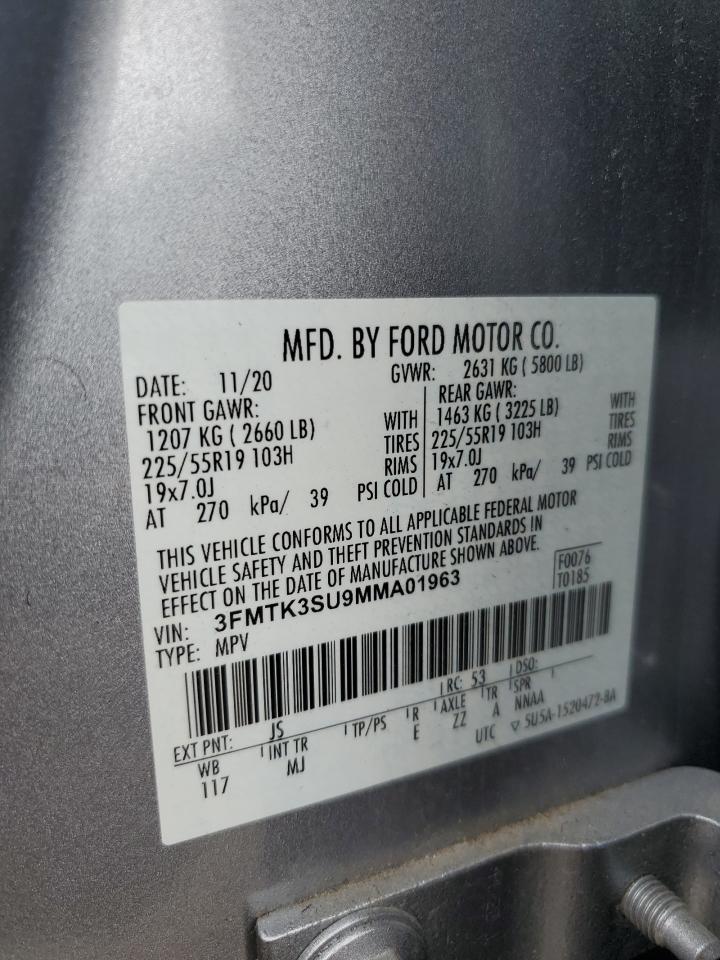 MFD. BY FORD MOTOR CO.
DATE: 11/20 GVWR: 2631 KG ( 5800 LB)
FRONT GAWR: REAR GAWR:
1207 KG ( 2660 LB) WITH 1463 KG ( 3225 LB) WITH
225/55R19 103H TIRES 225/55R19 103H TIRES
19x7.0J RIMS 19x7.0J RIMS
AT 270 kPa/ 39 PSI COLD AT 270 kPa/ 39 PSI COLD
THIS VEHICLE CONFORMS TO ALL APPLICABLE FEDERAL MOTOR
VEHICLE SAFETY AND THEFT PREVENTION STANDARDS IN
EFFECT ON THE DATE OF MANUFACTURE SHOWN ABOVE.
F0076
T0185
VIN: 3FMTK3SU9MMA01963
TYPE: MPV
EXT PNT: JS RC: 53 DSO:
WB INT TR TP/PS R AXLE TR SPR
117 MJ E ZZ A NNAA
UTC ▽ 5U5A-1520472-BA